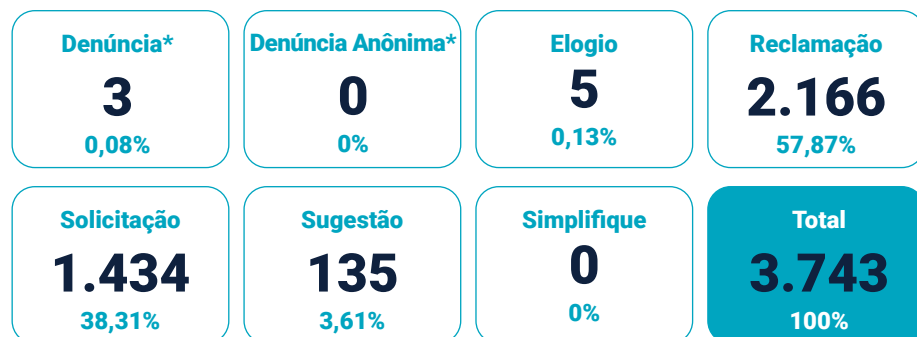 Denúncia*
3
0,08%
Denúncia Anônima*
0
0%
Elogio
5
0,13%
Reclamação
2.166
57,87%
Solicitação
1.434
38,31%
Sugestão
135
3,61%
Simplifique
0
0%
Total
3.743
100%